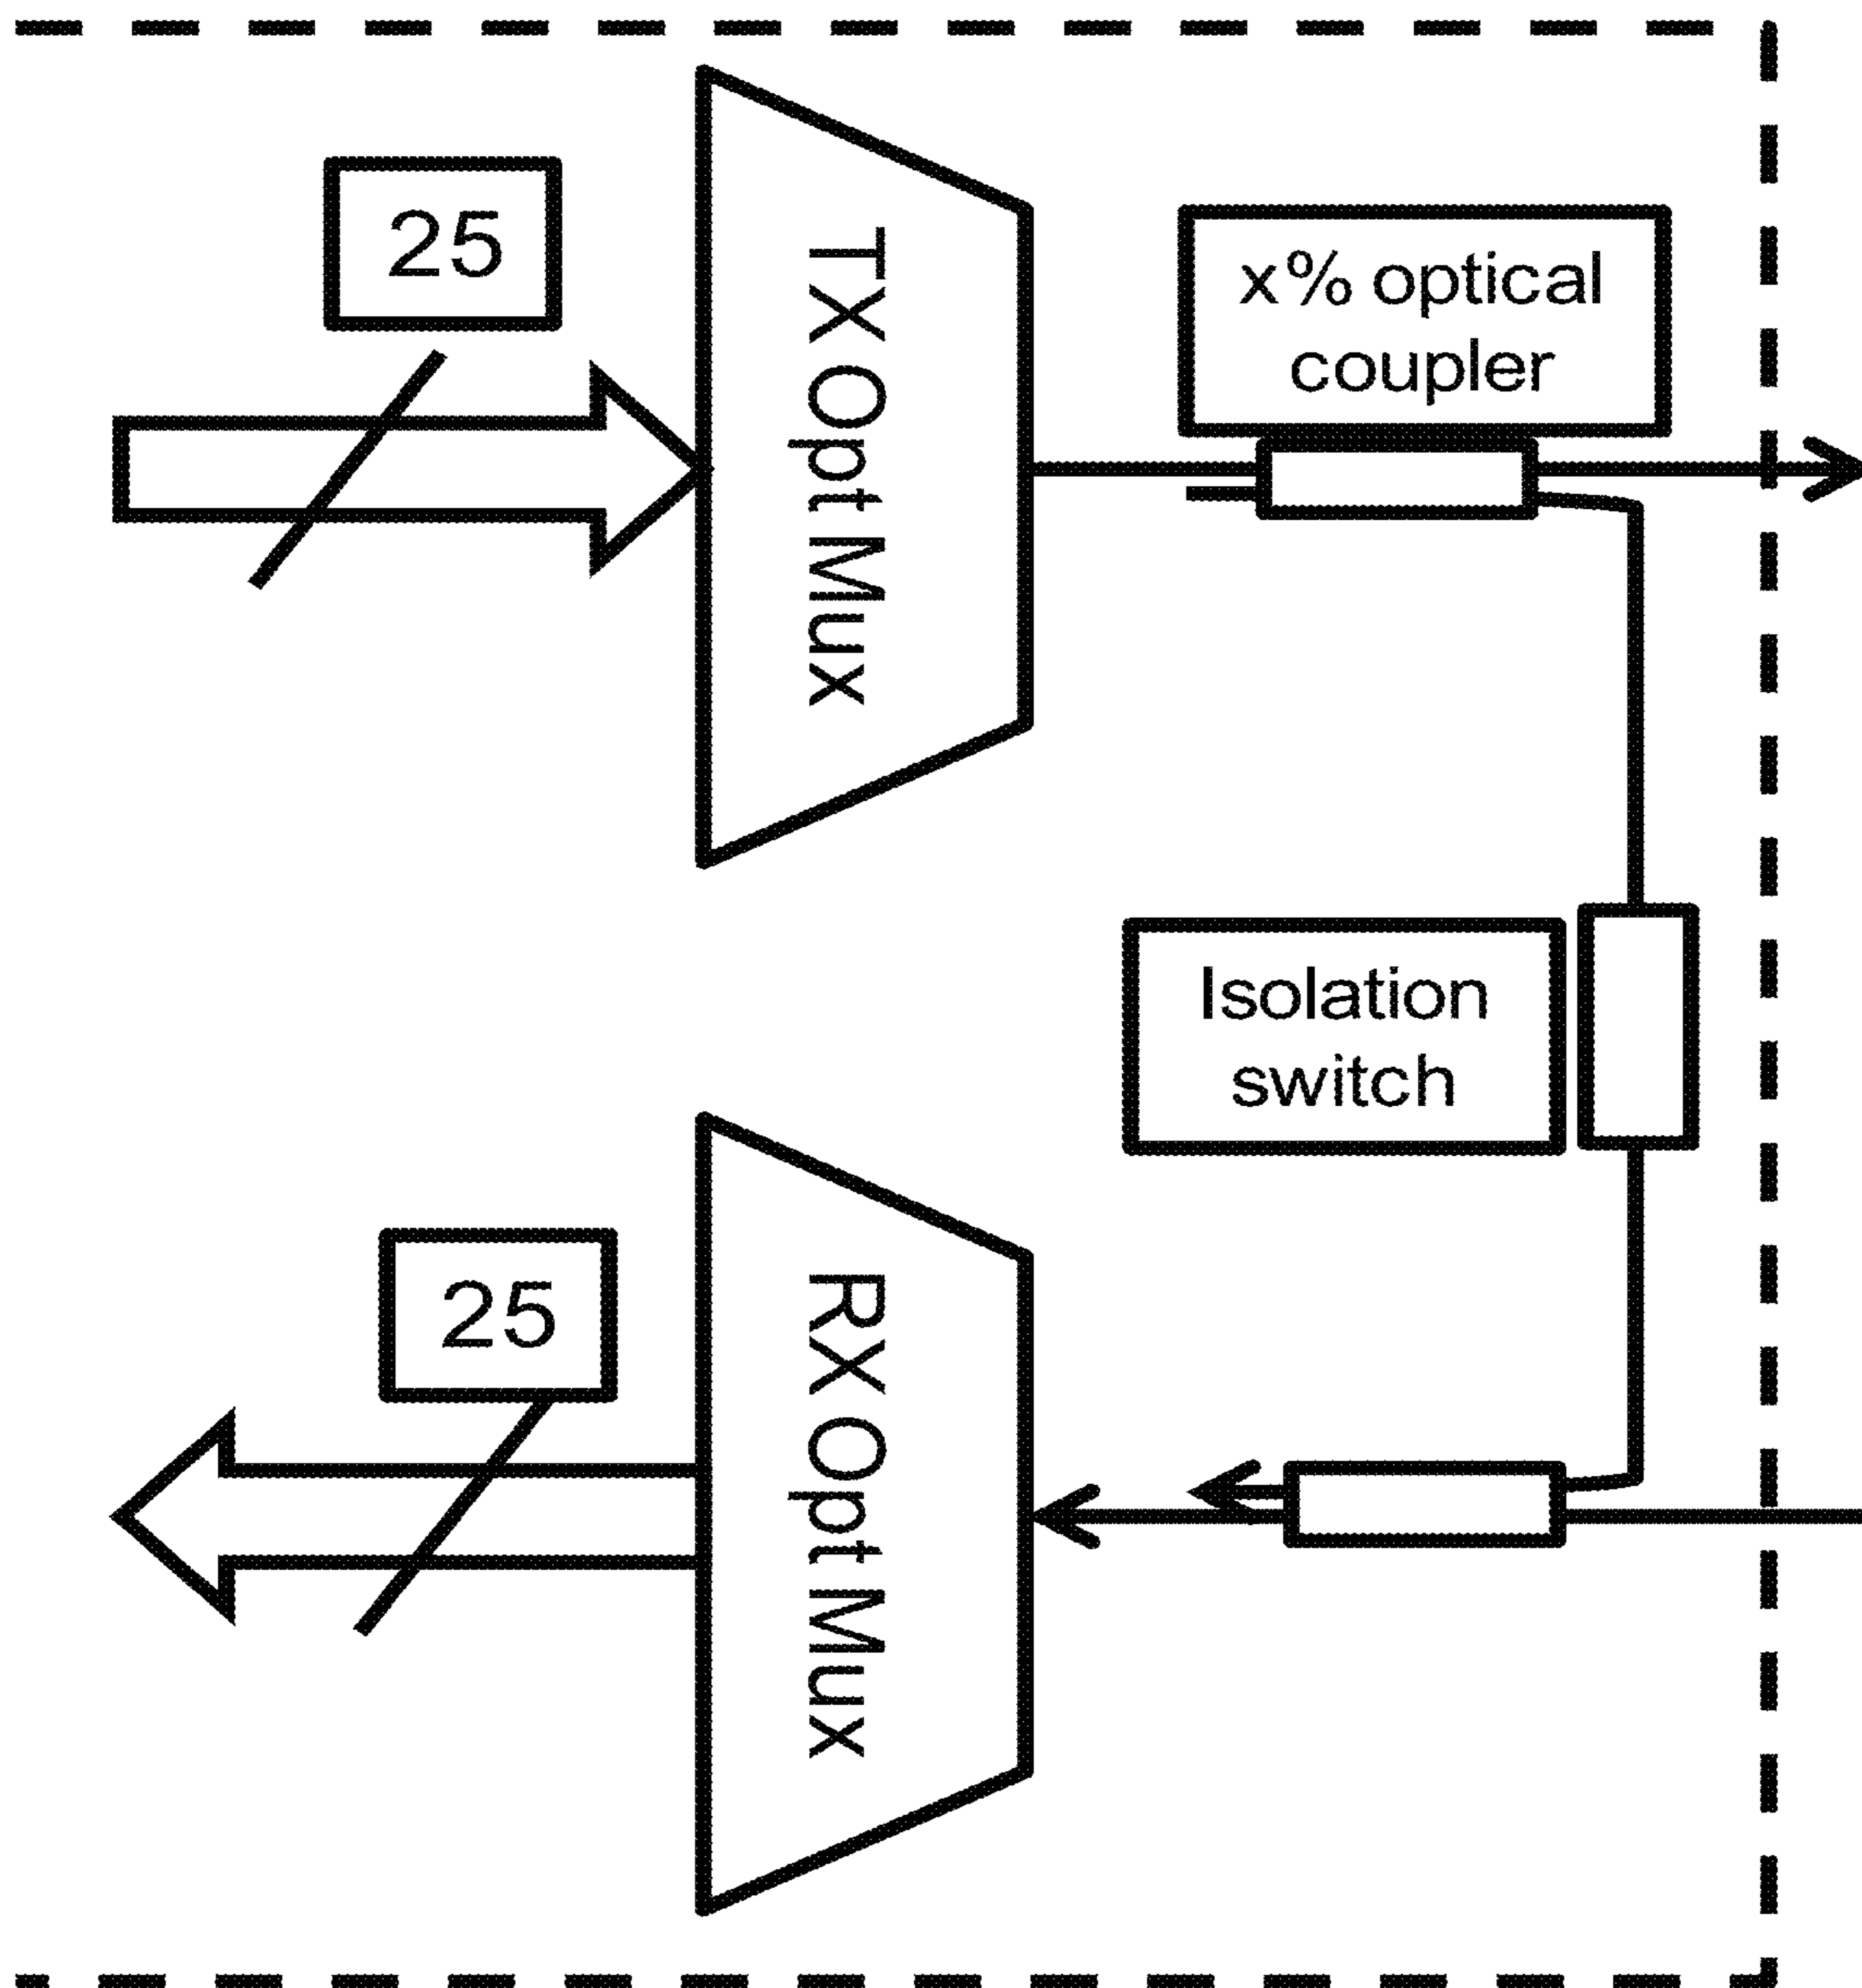 25
TX Opt Mux
x% optical
coupler
Isolation
switch
25
RX Opt Mux